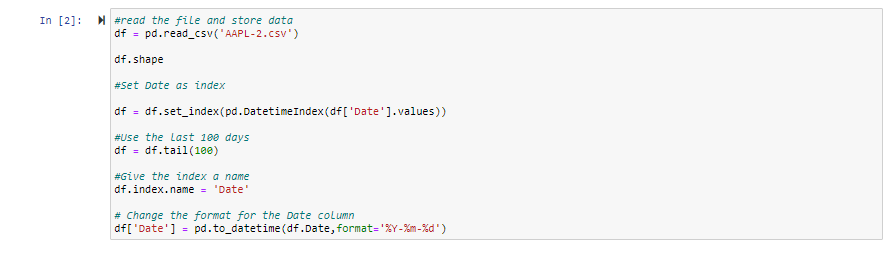 In [2]:
#read the file and store data
df = pd.read_csv('AAPL-2.csv')
df.shape
#Set Date as index
df = df.set_index(pd.DatetimeIndex(df['Date'].values))
#Use the last 100 days
df = df.tail(100)
#Give the index a name
df.index.name = 'Date'
# Change the format for the Date column
df['Date'] = pd.to_datetime(df.Date,format='%Y-%m-%d')